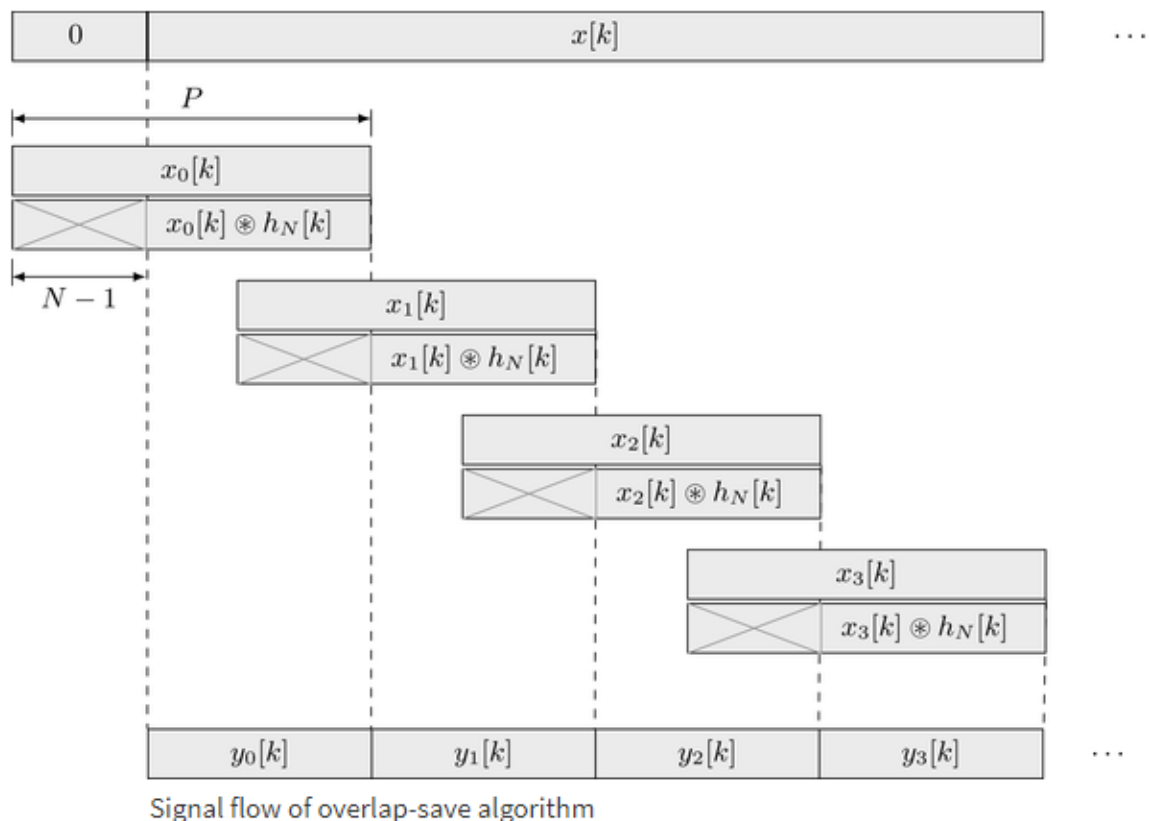 0 x[k] ···
P
x₀[k]
x₀[k] ⊛ h_N[k]
N − 1
x₁[k]
x₁[k] ⊛ h_N[k]
x₂[k]
x₂[k] ⊛ h_N[k]
x₃[k]
x₃[k] ⊛ h_N[k]
y₀[k] y₁[k] y₂[k] y₃[k] ···
Signal flow of overlap-save algorithm